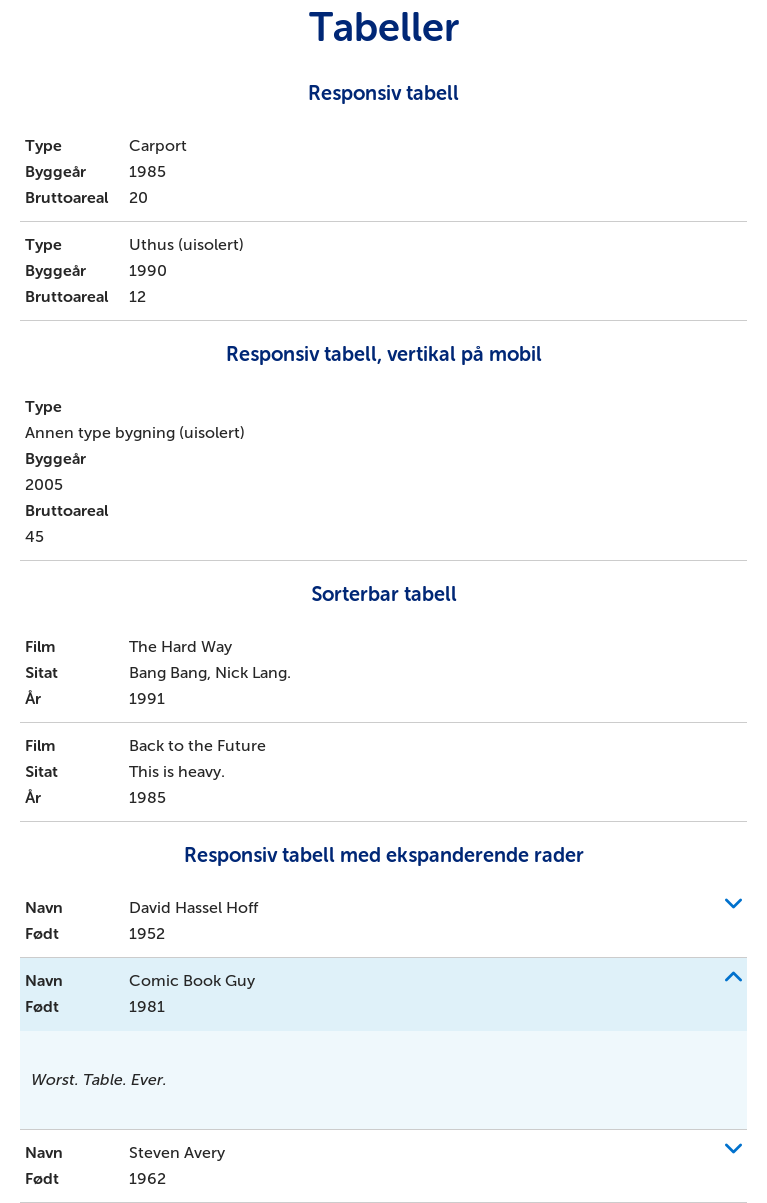 Tabeller
Responsiv tabell
Type Carport
Byggeår 1985
Bruttoareal 20
Type Uthus (uisolert)
Byggeår 1990
Bruttoareal 12
Responsiv tabell, vertikal på mobil
Type
Annen type bygning (uisolert)
Byggeår
2005
Bruttoareal
45
Sorterbar tabell
Film The Hard Way
Sitat Bang Bang, Nick Lang.
År 1991
Film Back to the Future
Sitat This is heavy.
År 1985
Responsiv tabell med ekspanderende rader
Navn David Hassel Hoff
Født 1952
Navn Comic Book Guy
Født 1981
Worst. Table. Ever.
Navn Steven Avery
Født 1962